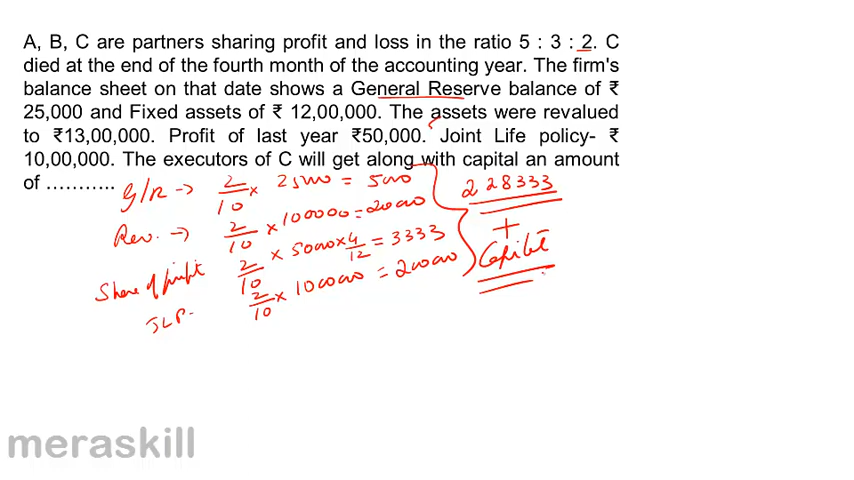 A, B, C are partners sharing profit and loss in the ratio 5 : 3 : 2. C
died at the end of the fourth month of the accounting year. The firm's
balance sheet on that date shows a General Reserve balance of ₹
25,000 and Fixed assets of ₹ 12,00,000. The assets were revalued
to ₹13,00,000. Profit of last year ₹50,000. Joint Life policy- ₹
10,00,000. The executors of C will get along with capital an amount
of ………..
G/R → 2/10 × 25000 = 5000
Rev. → 2/10 × 100000 = 20000
Share of profit 2/10 × 50000 × 4/12 = 3333
JLP. 2/10 × 1000000 = 200000
228333
+
Capital
meraskill